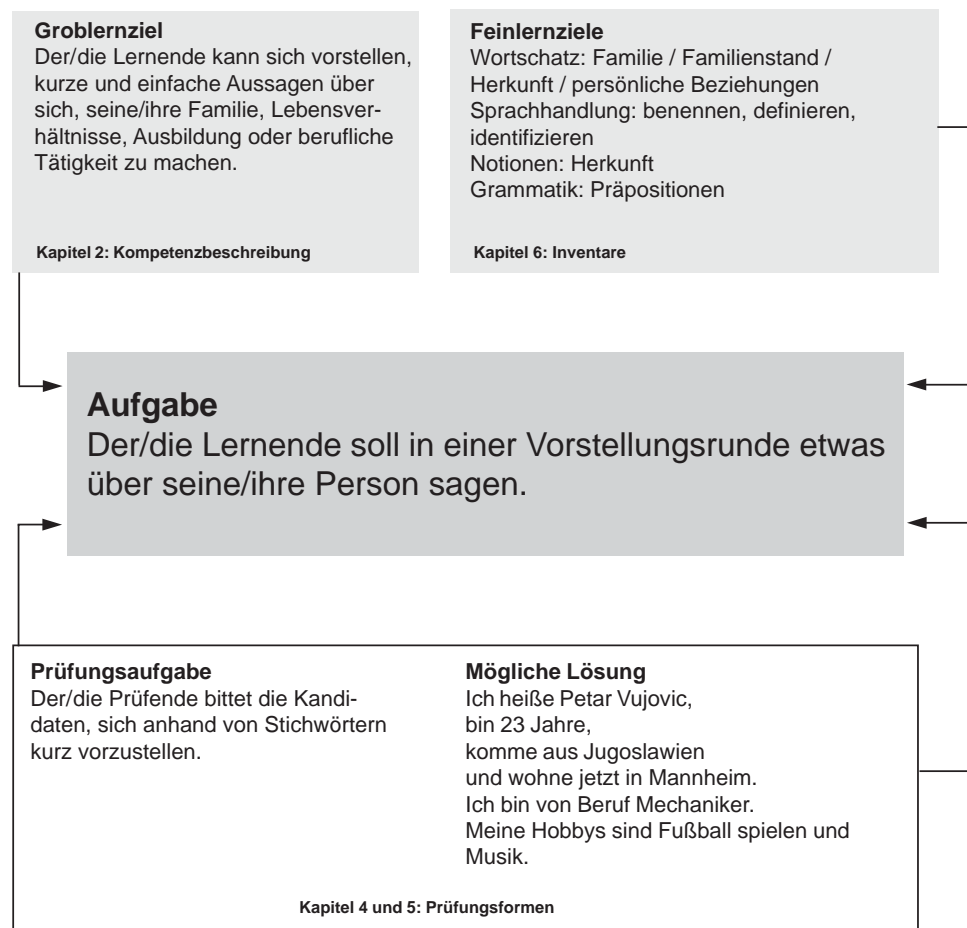 Groblernziel
Der/die Lernende kann sich vorstellen,
kurze und einfache Aussagen über
sich, seine/ihre Familie, Lebensver-
hältnisse, Ausbildung oder berufliche
Tätigkeit zu machen.
Kapitel 2: Kompetenzbeschreibung
Feinlernziele
Wortschatz: Familie / Familienstand /
Herkunft / persönliche Beziehungen
Sprachhandlung: benennen, definieren,
identifizieren
Notionen: Herkunft
Grammatik: Präpositionen
Kapitel 6: Inventare
Aufgabe
Der/die Lernende soll in einer Vorstellungsrunde etwas
über seine/ihre Person sagen.
Prüfungsaufgabe
Der/die Prüfende bittet die Kandi-
daten, sich anhand von Stichwörtern
kurz vorzustellen.
Mögliche Lösung
Ich heiße Petar Vujovic,
bin 23 Jahre,
komme aus Jugoslawien
und wohne jetzt in Mannheim.
Ich bin von Beruf Mechaniker.
Meine Hobbys sind Fußball spielen und
Musik.
Kapitel 4 und 5: Prüfungsformen